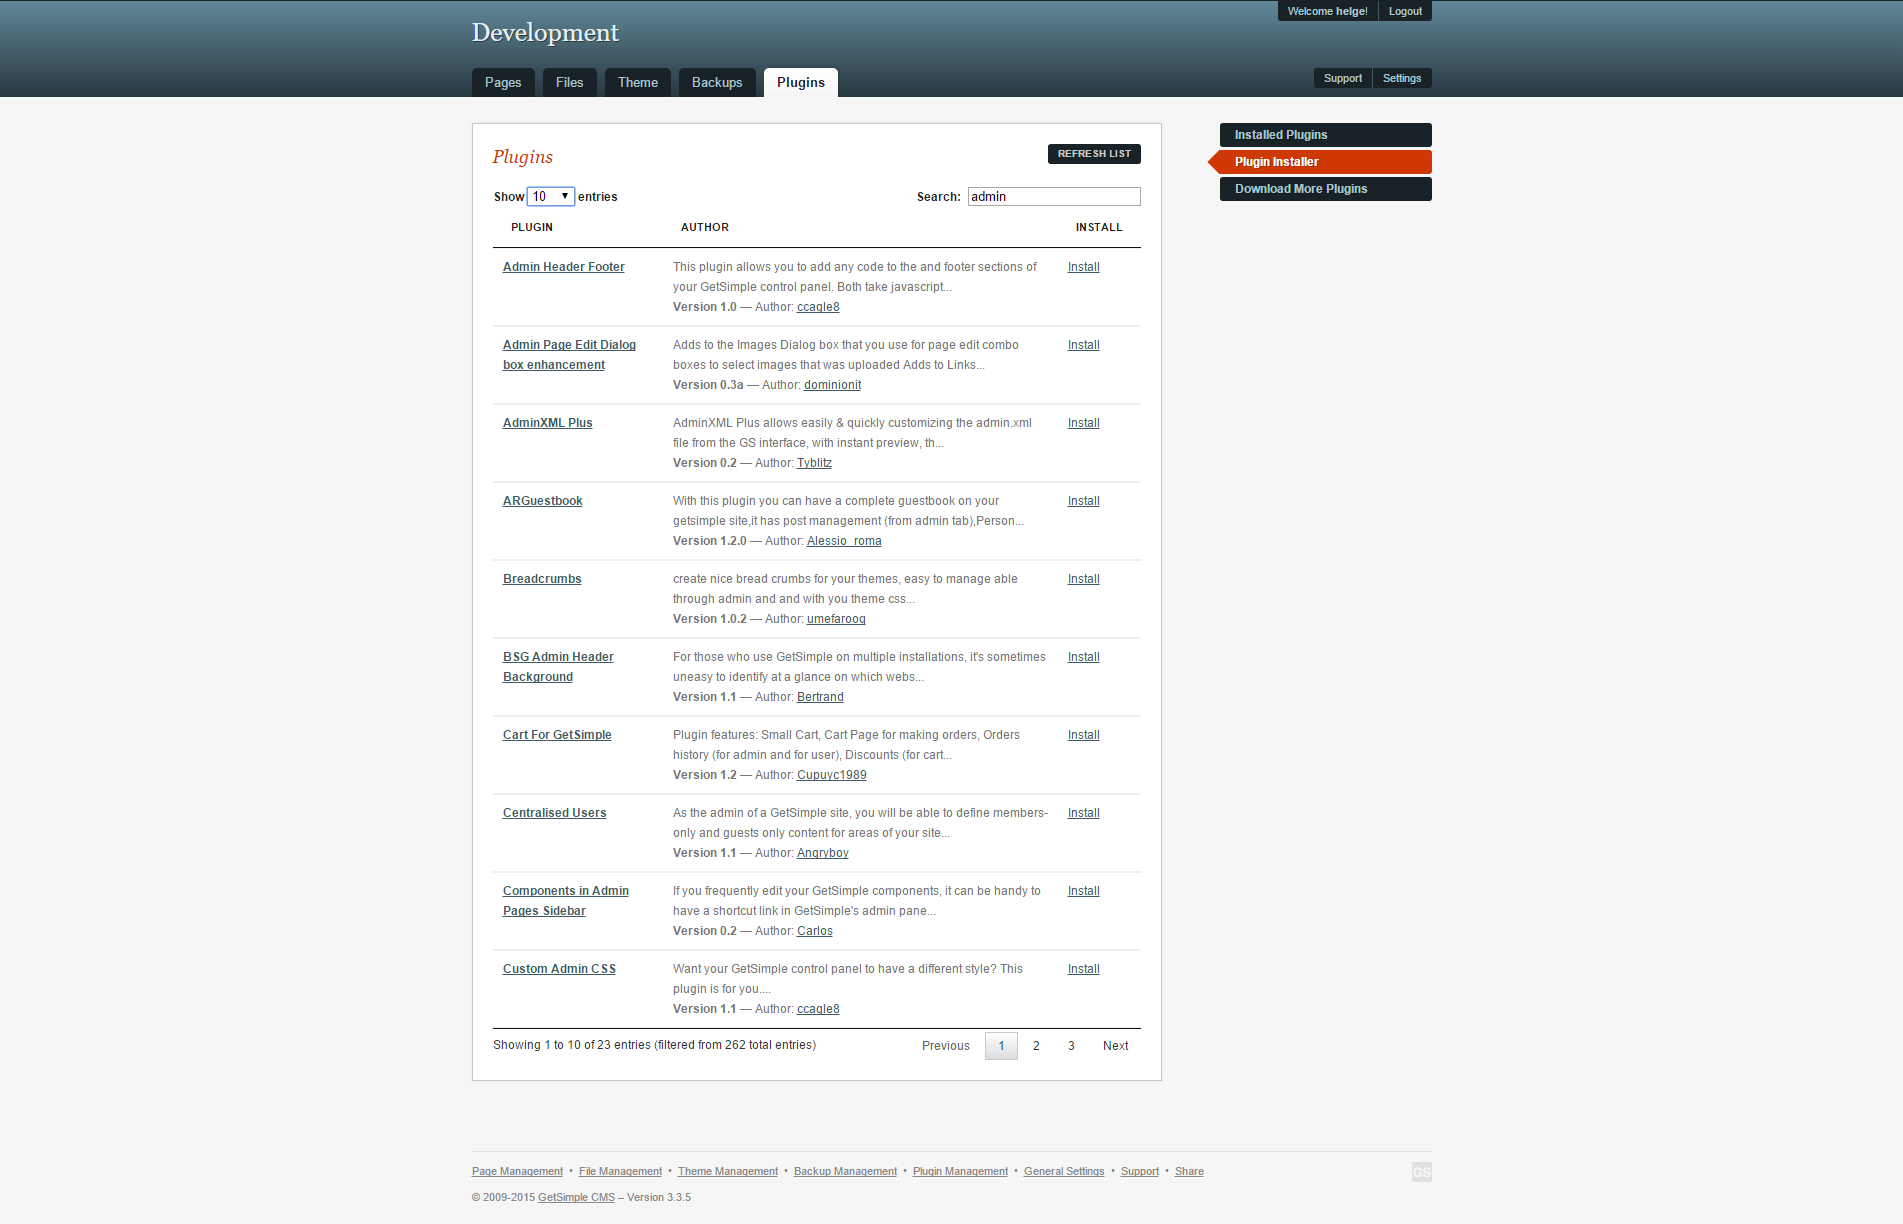 Welcome helge!
Logout
Development
Pages
Files
Theme
Backups
Plugins
Support
Settings
Plugins
REFRESH LIST
Show 10 entries
Search: admin
PLUGIN
AUTHOR
INSTALL
Admin Header Footer
This plugin allows you to add any code to the and footer sections of
your GetSimple control panel. Both take javascript...
Version 1.0 — Author: ccagle8
Install
Admin Page Edit Dialog
box enhancement
Adds to the Images Dialog box that you use for page edit combo
boxes to select images that was uploaded Adds to Links...
Version 0.3a — Author: dominionit
Install
AdminXML Plus
AdminXML Plus allows easily & quickly customizing the admin.xml
file from the GS interface, with instant preview, th...
Version 0.2 — Author: Tyblitz
Install
ARGuestbook
With this plugin you can have a complete guestbook on your
getsimple site,it has post management (from admin tab),Person...
Version 1.2.0 — Author: Alessio_roma
Install
Breadcrumbs
create nice bread crumbs for your themes, easy to manage able
through admin and and with you theme css...
Version 1.0.2 — Author: umefarooq
Install
BSG Admin Header
Background
For those who use GetSimple on multiple installations, it's sometimes
uneasy to identify at a glance on which webs...
Version 1.1 — Author: Bertrand
Install
Cart For GetSimple
Plugin features: Small Cart, Cart Page for making orders, Orders
history (for admin and for user), Discounts (for cart...
Version 1.2 — Author: Cupuyc1989
Install
Centralised Users
As the admin of a GetSimple site, you will be able to define members-
only and guests only content for areas of your site...
Version 1.1 — Author: Angryboy
Install
Components in Admin
Pages Sidebar
If you frequently edit your GetSimple components, it can be handy to
have a shortcut link in GetSimple's admin pane...
Version 0.2 — Author: Carlos
Install
Custom Admin CSS
Want your GetSimple control panel to have a different style? This
plugin is for you....
Version 1.1 — Author: ccagle8
Install
Showing 1 to 10 of 23 entries (filtered from 262 total entries)
Previous 1 2 3 Next
Installed Plugins
Plugin Installer
Download More Plugins
Page Management • File Management • Theme Management • Backup Management • Plugin Management • General Settings • Support • Share
GS
© 2009-2015 GetSimple CMS – Version 3.3.5